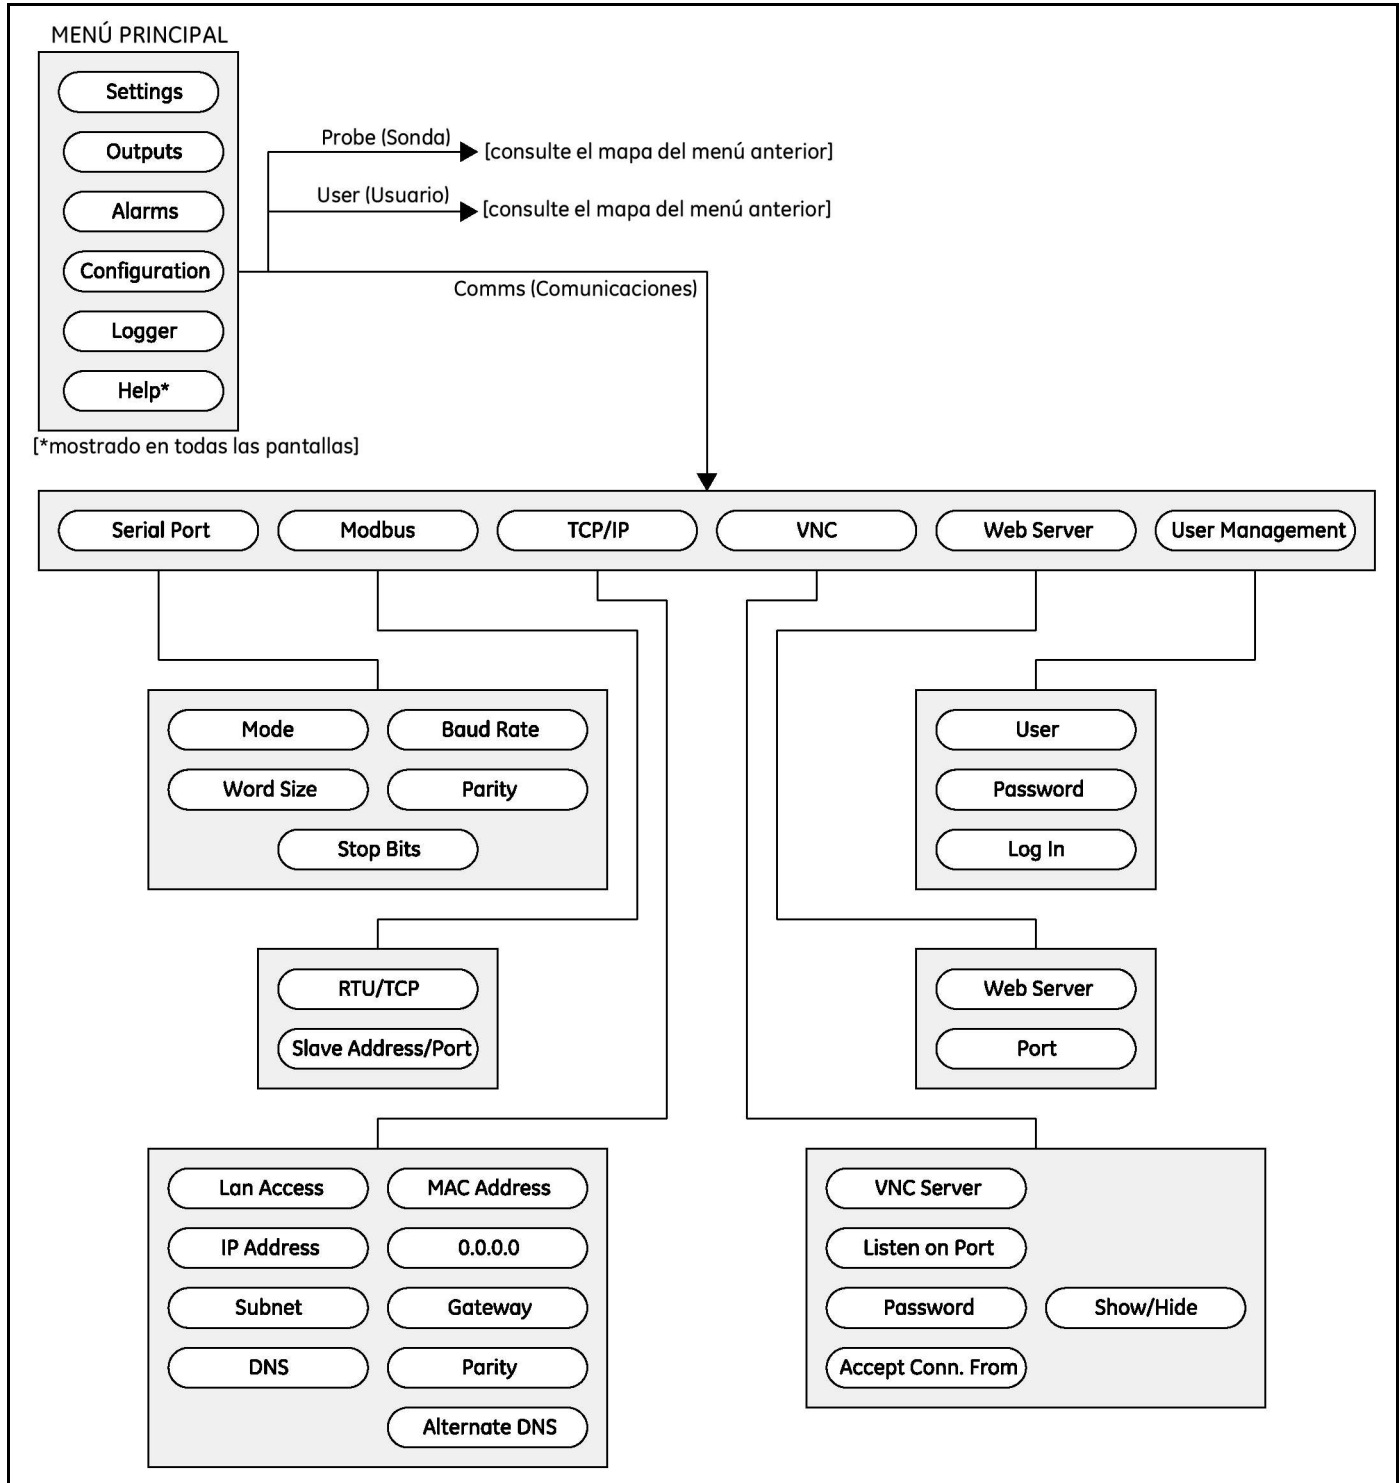 MENÚ PRINCIPAL
Settings
Outputs
Alarms
Configuration
Logger
Help*
[*mostrado en todas las pantallas]
Probe (Sonda)
[consulte el mapa del menú anterior]
User (Usuario)
[consulte el mapa del menú anterior]
Comms (Comunicaciones)
Serial Port
Modbus
TCP/IP
VNC
Web Server
User Management
Mode
Baud Rate
Word Size
Parity
Stop Bits
User
Password
Log In
RTU/TCP
Slave Address/Port
Web Server
Port
Lan Access
MAC Address
IP Address
0.0.0.0
Subnet
Gateway
DNS
Parity
Alternate DNS
VNC Server
Listen on Port
Password
Show/Hide
Accept Conn. From